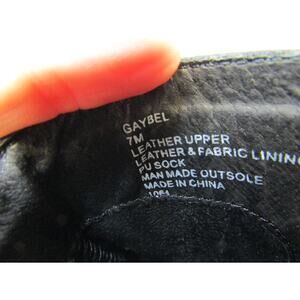 GAYBEL
7M
LEATHER UPPER
LEATHER & FABRIC LINING
PU SOCK
MAN MADE OUTSOLE
MADE IN CHINA